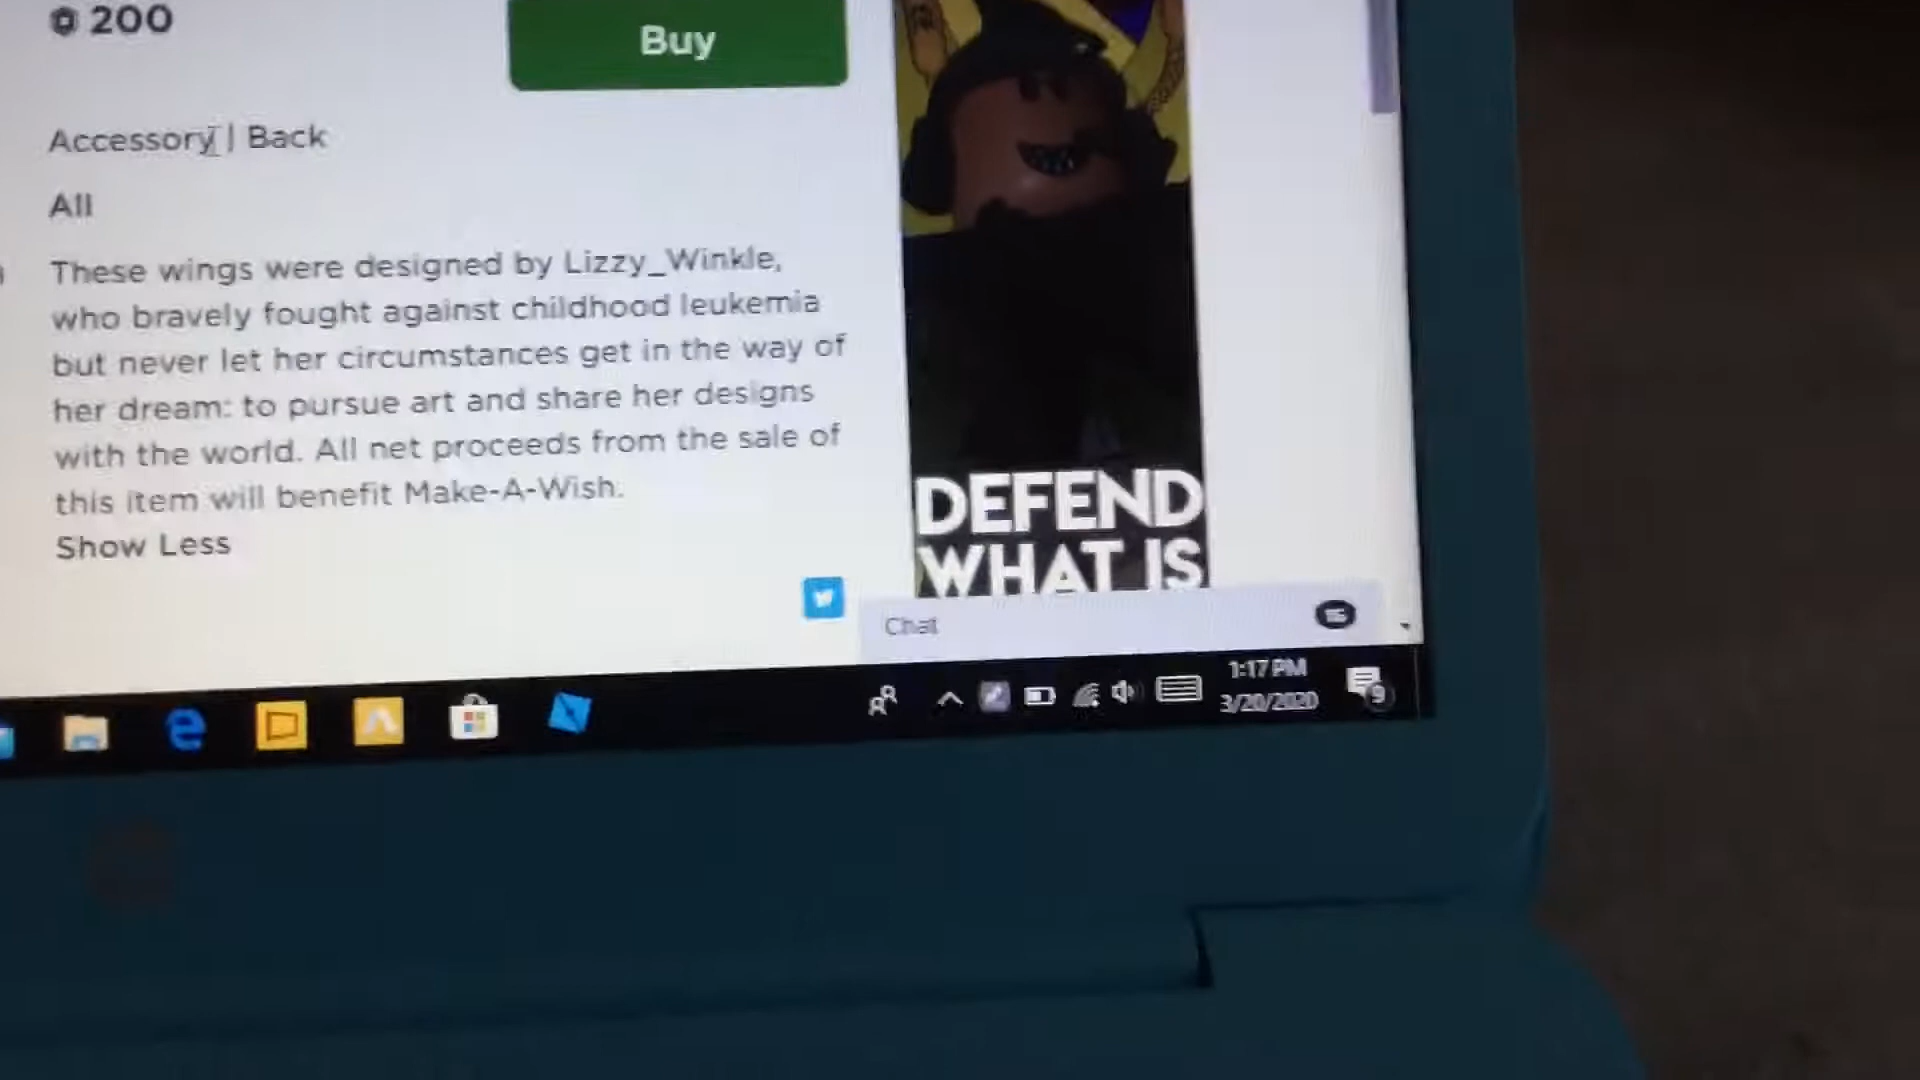 200
Buy
Accessory | Back
All
These wings were designed by Lizzy_Winkle,
who bravely fought against childhood leukemia
but never let her circumstances get in the way of
her dream: to pursue art and share her designs
with the world. All net proceeds from the sale of
this item will benefit Make-A-Wish.
Show Less
DEFEND
WHAT IS
Chat
1:17 PM
3/20/2020
9